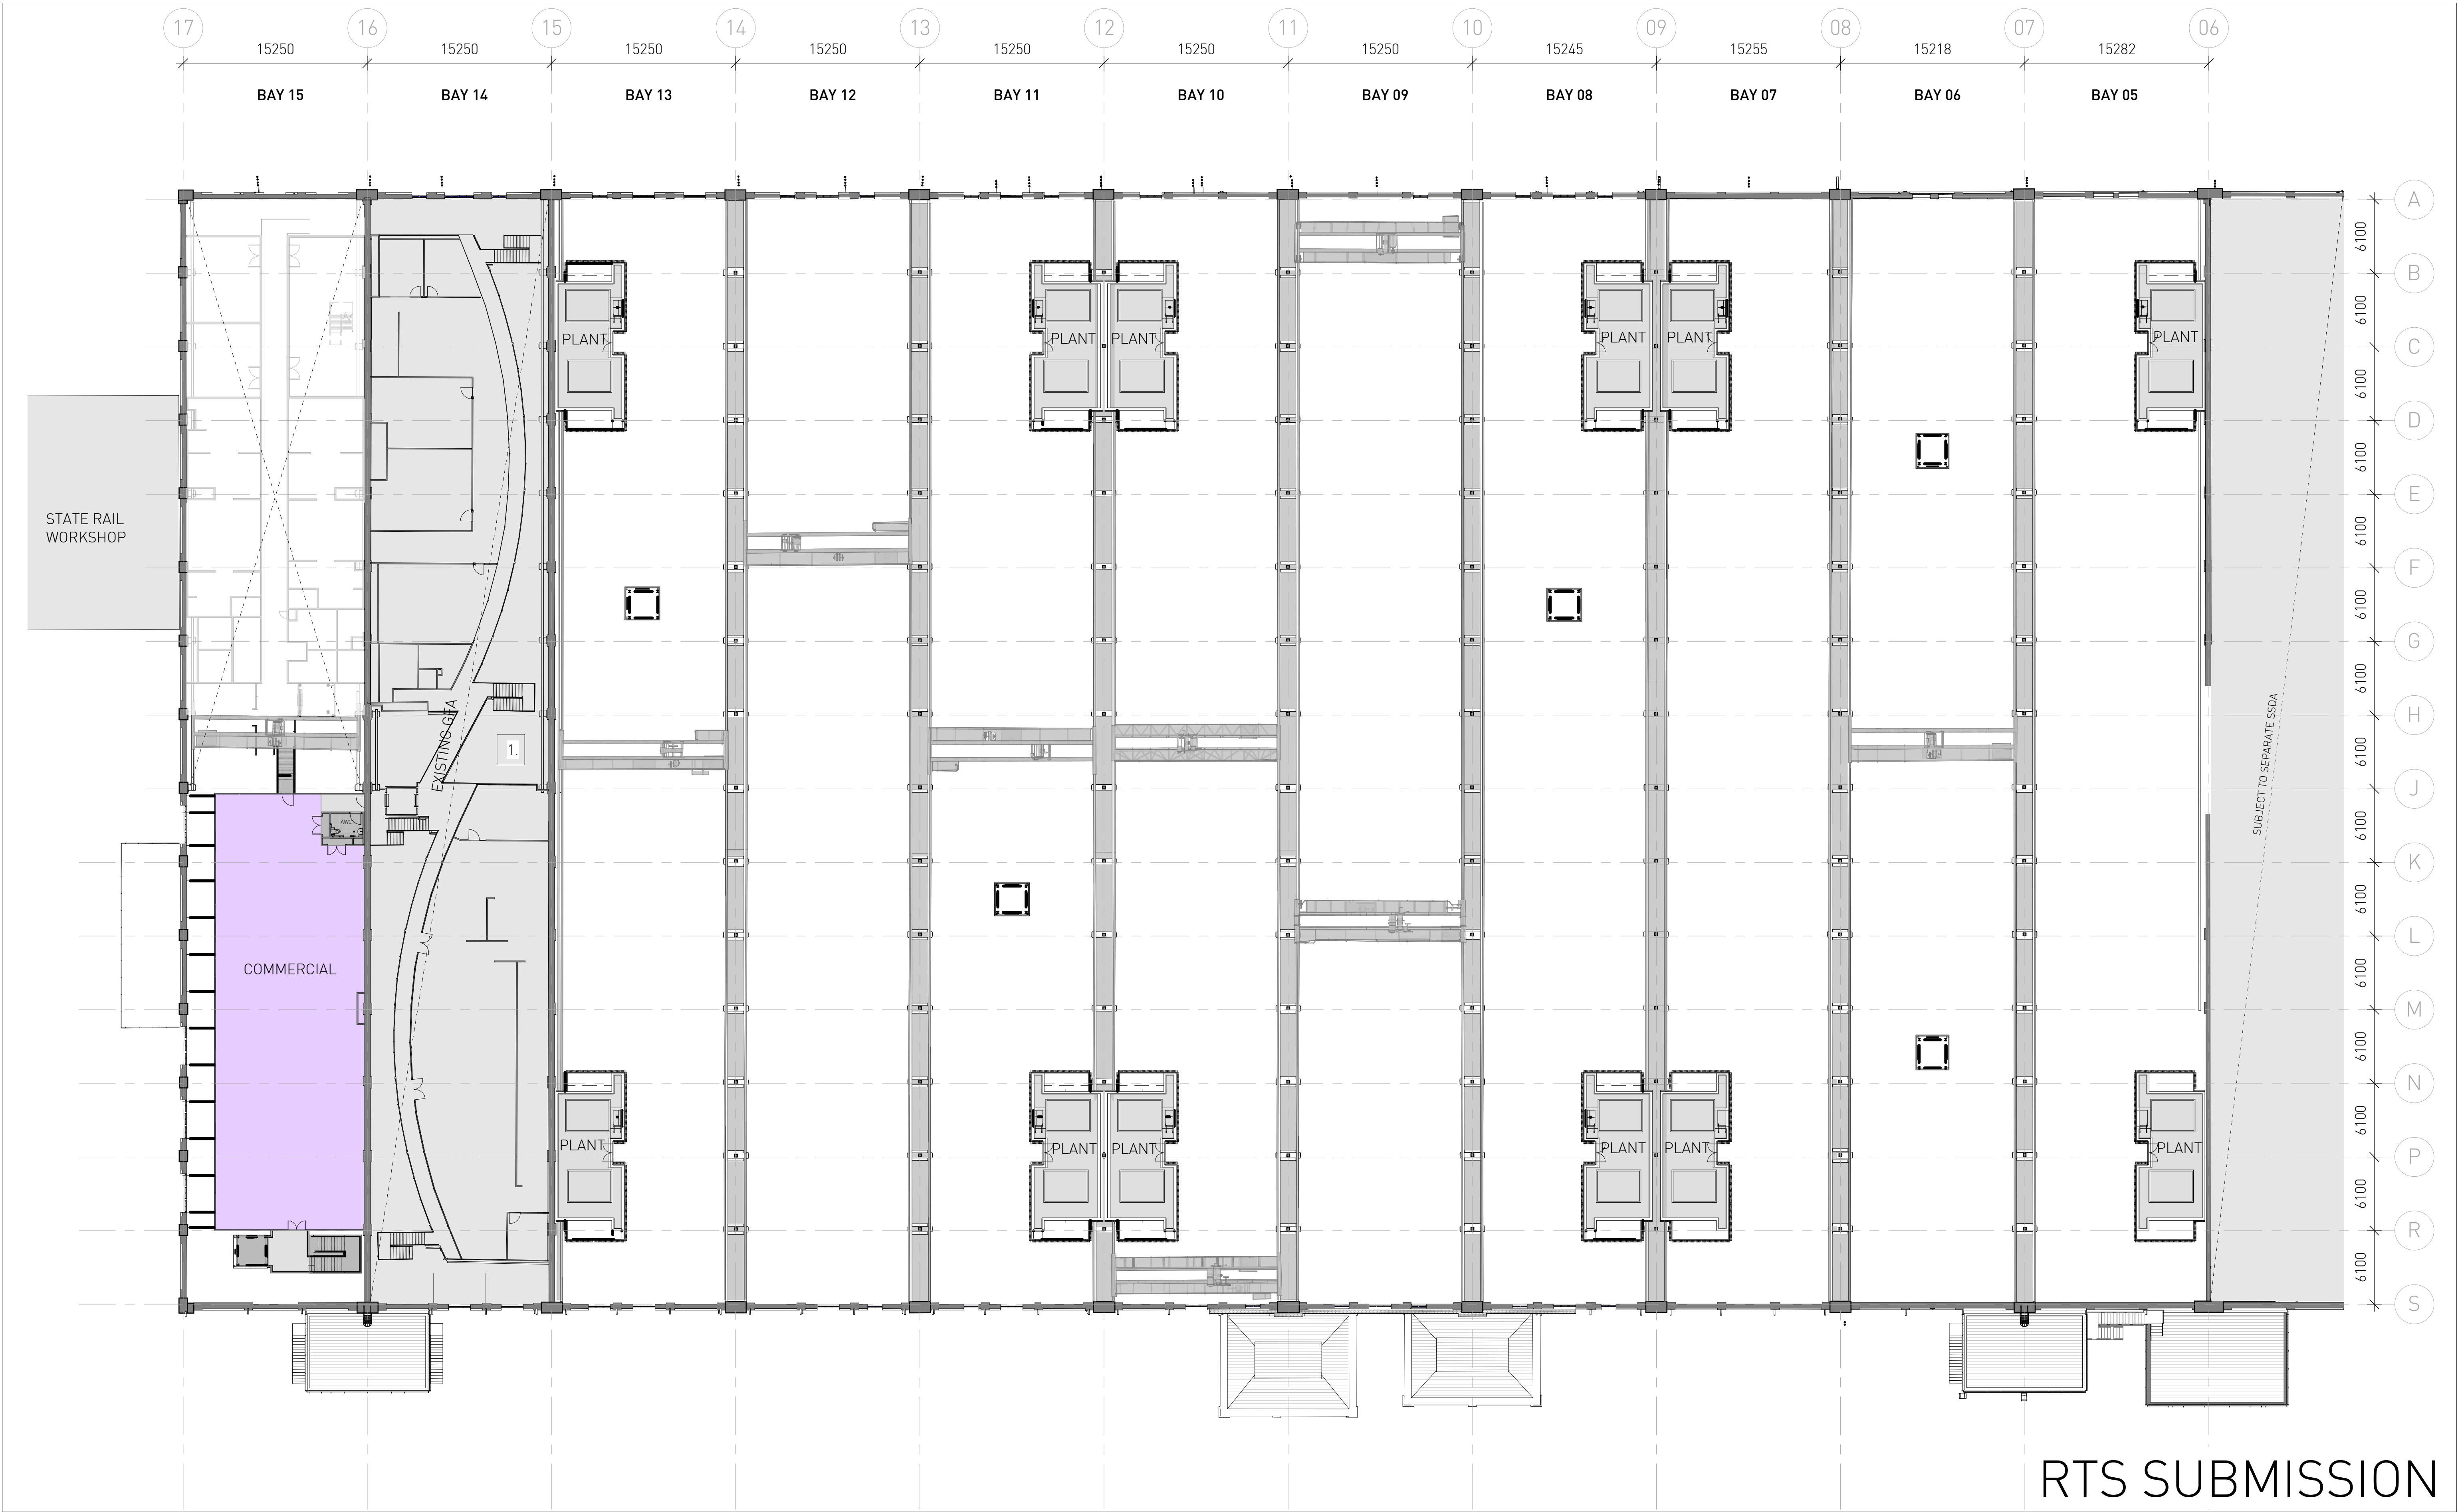 17 16 15 14 13 12 11 10 09 08 07 06
15250 15250 15250 15250 15250 15250 15250 15245 15255 15218 15282
BAY 15 BAY 14 BAY 13 BAY 12 BAY 11 BAY 10 BAY 09 BAY 08 BAY 07 BAY 06 BAY 05
A
6100
B
6100
PLANT PLANT PLANT PLANT PLANT PLANT
C
6100
D
6100
E
STATE RAIL
WORKSHOP
6100
F
6100
G
6100
H
EXISTING GFA
1.
6100
SUBJECT TO SEPARATE SSDA
J
AWC
6100
K
6100
L
COMMERCIAL
6100
M
6100
N
6100
PLANT PLANT PLANT PLANT PLANT PLANT
P
6100
R
6100
S
RTS SUBMISSION